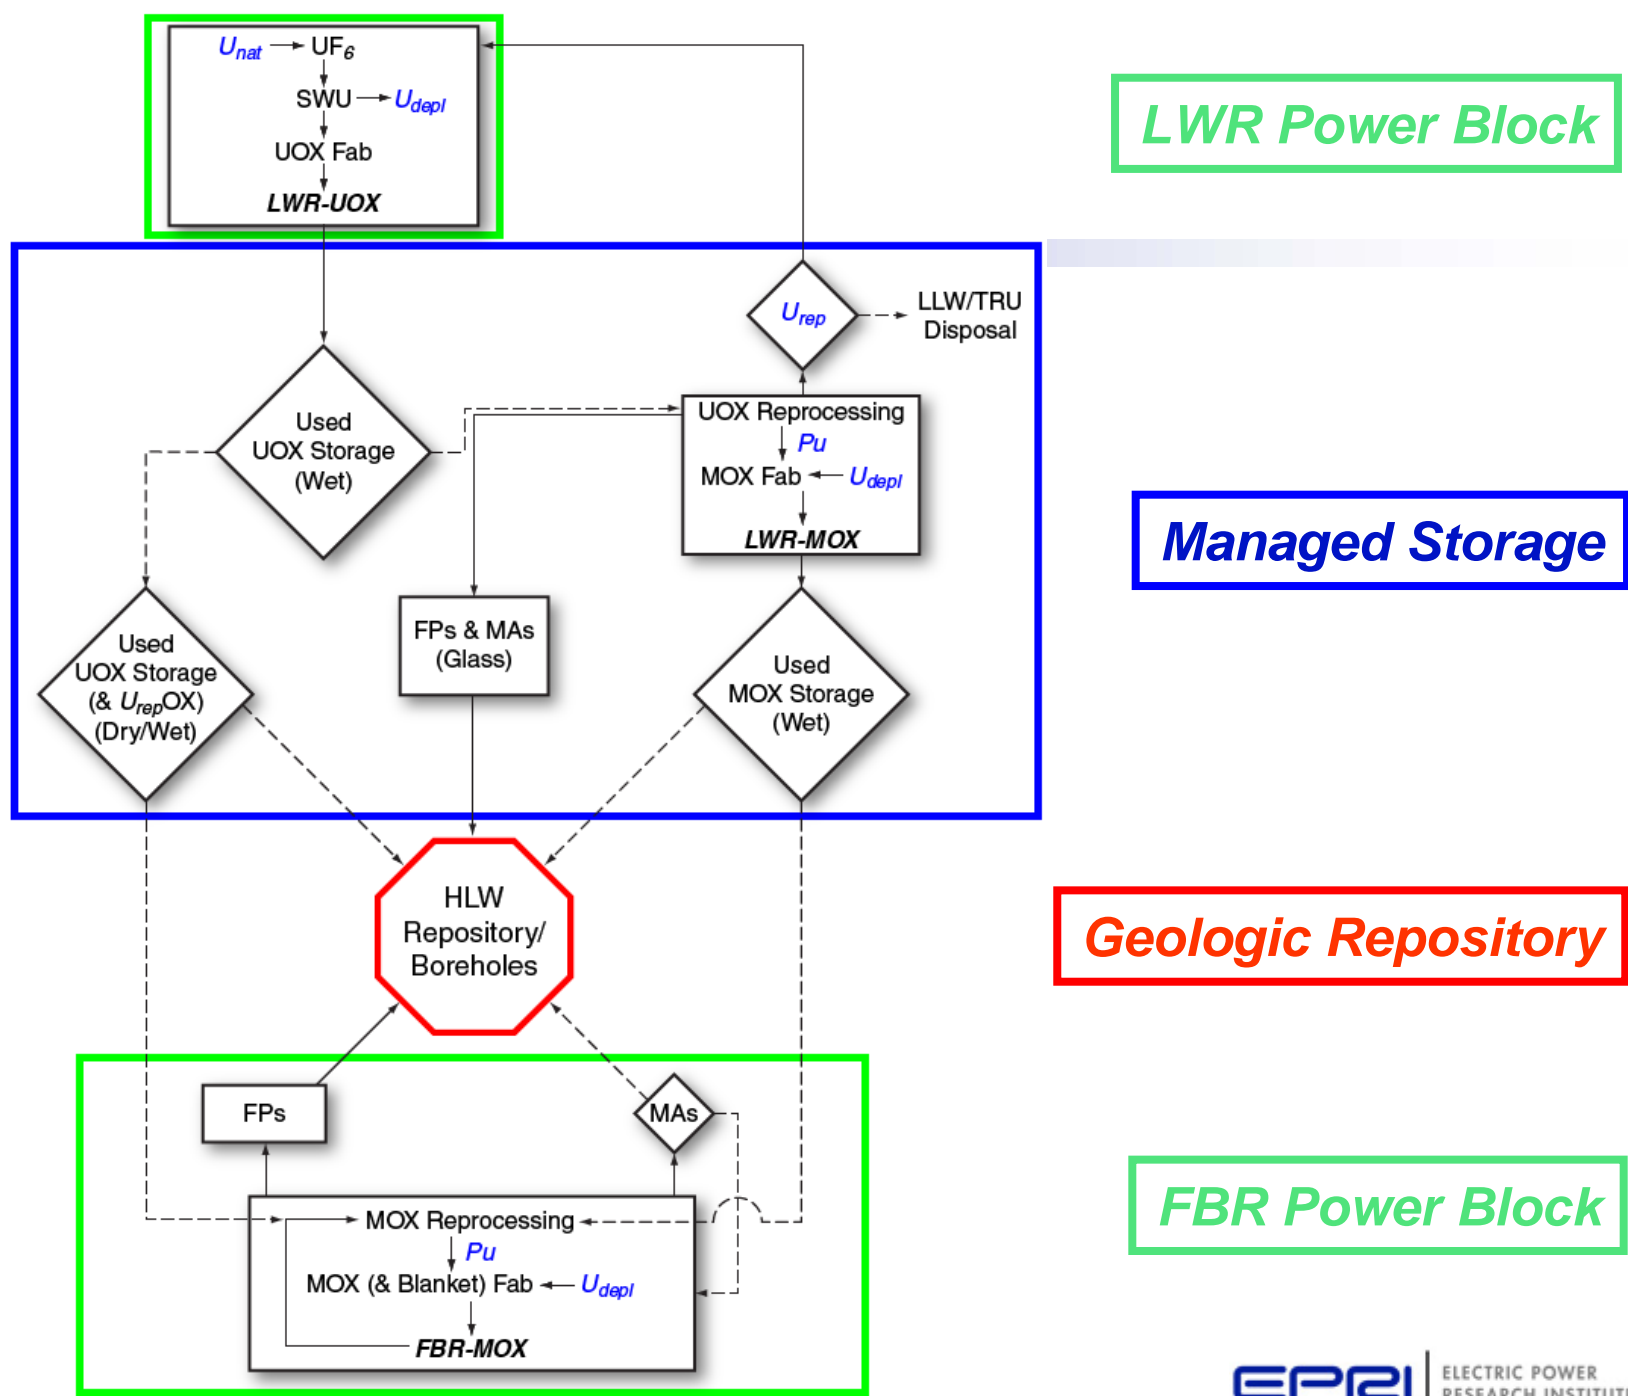 U_nat → UF_6
SWU → U_depl
UOX Fab
LWR-UOX
LWR Power Block
U_rep
LLW/TRU
Disposal
Used
UOX Storage
(Wet)
UOX Reprocessing
Pu
MOX Fab ← U_depl
LWR-MOX
Managed Storage
Used
UOX Storage
(& U_repOX)
(Dry/Wet)
FPs & MAs
(Glass)
Used
MOX Storage
(Wet)
HLW
Repository/
Boreholes
Geologic Repository
FPs
MAs
MOX Reprocessing
Pu
MOX (& Blanket) Fab ← U_depl
FBR-MOX
FBR Power Block
EPRI
ELECTRIC POWER
RESEARCH INSTITUTE